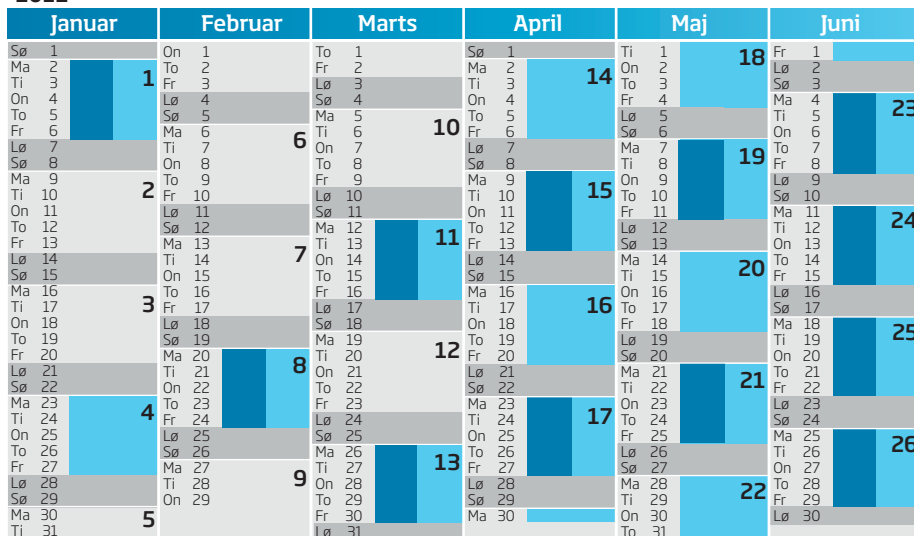 Januar
Sø 1
Ma 2
Ti 3 1
On 4
To 5
Fr 6
Lø 7
Sø 8
Ma 9
Ti 10 2
On 11
To 12
Fr 13
Lø 14
Sø 15
Ma 16
Ti 17 3
On 18
To 19
Fr 20
Lø 21
Sø 22
Ma 23
Ti 24 4
On 25
To 26
Fr 27
Lø 28
Sø 29
Ma 30 5
Ti 31
Februar
On 1
To 2
Fr 3
Lø 4
Sø 5
Ma 6
Ti 7 6
On 8
To 9
Fr 10
Lø 11
Sø 12
Ma 13
Ti 14 7
On 15
To 16
Fr 17
Lø 18
Sø 19
Ma 20
Ti 21 8
On 22
To 23
Fr 24
Lø 25
Sø 26
Ma 27
Ti 28 9
On 29
Marts
To 1
Fr 2
Lø 3
Sø 4
Ma 5
Ti 6 10
On 7
To 8
Fr 9
Lø 10
Sø 11
Ma 12
Ti 13 11
On 14
To 15
Fr 16
Lø 17
Sø 18
Ma 19
Ti 20 12
On 21
To 22
Fr 23
Lø 24
Sø 25
Ma 26
Ti 27 13
On 28
To 29
Fr 30
Lø 31
April
Sø 1
Ma 2
Ti 3 14
On 4
To 5
Fr 6
Lø 7
Sø 8
Ma 9
Ti 10 15
On 11
To 12
Fr 13
Lø 14
Sø 15
Ma 16
Ti 17 16
On 18
To 19
Fr 20
Lø 21
Sø 22
Ma 23
Ti 24 17
On 25
To 26
Fr 27
Lø 28
Sø 29
Ma 30
Maj
Ti 1 18
On 2
To 3
Fr 4
Lø 5
Sø 6
Ma 7
Ti 8 19
On 9
To 10
Fr 11
Lø 12
Sø 13
Ma 14
Ti 15 20
On 16
To 17
Fr 18
Lø 19
Sø 20
Ma 21
Ti 22 21
On 23
To 24
Fr 25
Lø 26
Sø 27
Ma 28
Ti 29 22
On 30
To 31
Juni
Fr 1
Lø 2
Sø 3
Ma 4
Ti 5 23
On 6
To 7
Fr 8
Lø 9
Sø 10
Ma 11
Ti 12 24
On 13
To 14
Fr 15
Lø 16
Sø 17
Ma 18
Ti 19 25
On 20
To 21
Fr 22
Lø 23
Sø 24
Ma 25
Ti 26 26
On 27
To 28
Fr 29
Lø 30